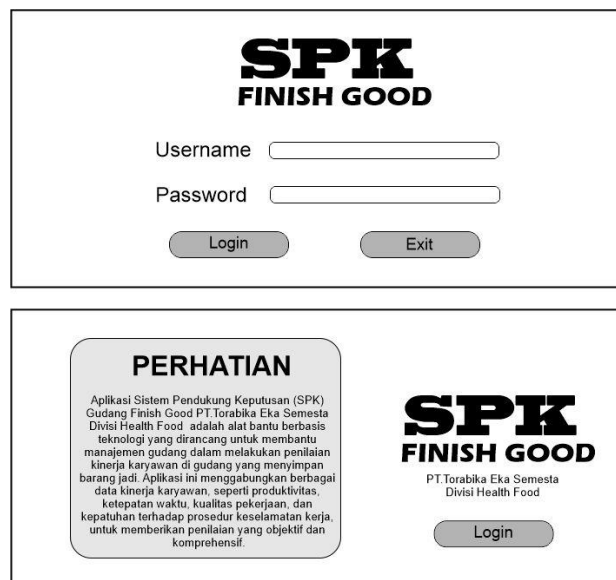 SPK
FINISH GOOD
Username
Password
Login Exit
PERHATIAN
Aplikasi Sistem Pendukung Keputusan (SPK)
Gudang Finish Good PT.Torabika Eka Semesta
Divisi Health Food adalah alat bantu berbasis
teknologi yang dirancang untuk membantu
manajemen gudang dalam melakukan penilaian
kinerja karyawan di gudang yang menyimpan
barang jadi. Aplikasi ini menggabungkan berbagai
data kinerja karyawan, seperti produktivitas,
ketepatan waktu, kualitas pekerjaan, dan
kepatuhan terhadap prosedur keselamatan kerja,
untuk memberikan penilaian yang objektif dan
komprehensif.
SPK
FINISH GOOD
PT.Torabika Eka Semesta
Divisi Health Food
Login